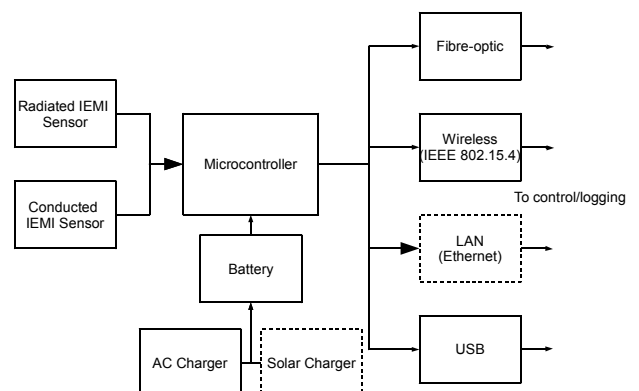 Fibre-optic
Radiated IEMI
Sensor
Microcontroller
Wireless
(IEEE 802.15.4)
Conducted
IEMI Sensor
To control/logging
LAN
(Ethernet)
Battery
AC Charger
Solar Charger
USB